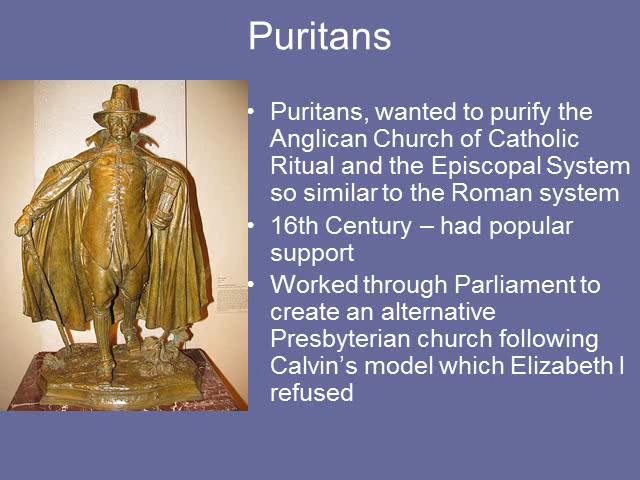 Puritans
• Puritans, wanted to purify the
Anglican Church of Catholic
Ritual and the Episcopal System
so similar to the Roman system
• 16th Century – had popular
support
• Worked through Parliament to
create an alternative
Presbyterian church following
Calvin’s model which Elizabeth I
refused